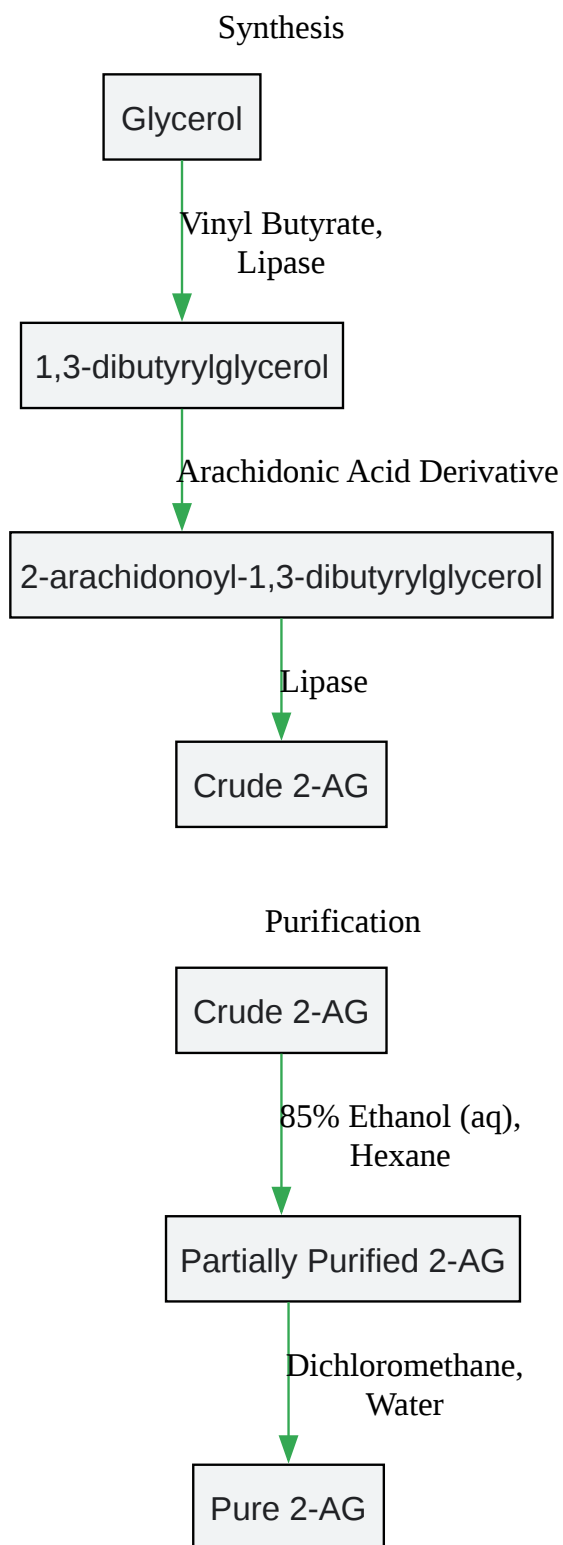 Synthesis
Glycerol
Vinyl Butyrate,
Lipase
1,3-dibutyrylglycerol
Arachidonic Acid Derivative
2-arachidonoyl-1,3-dibutyrylglycerol
Lipase
Crude 2-AG
Purification
Crude 2-AG
85% Ethanol (aq),
Hexane
Partially Purified 2-AG
Dichloromethane,
Water
Pure 2-AG